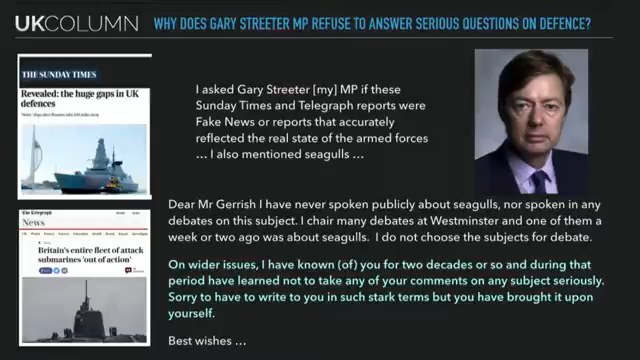 UKCOLUMN WHY DOES GARY STREETER MP REFUSE TO ANSWER SERIOUS QUESTIONS ON DEFENCE?
THE SUNDAY TIMES
Revealed: the huge gaps in UK
defences
The Telegraph
News
Britain's entire fleet of attack
submarines 'out of action'
I asked Gary Streeter [my] MP if these
Sunday Times and Telegraph reports were
Fake News or reports that accurately
reflected the real state of the armed forces
… I also mentioned seagulls …
Dear Mr Gerrish I have never spoken publicly about seagulls, nor spoken in any
debates on this subject. I chair many debates at Westminster and one of them a
week or two ago was about seagulls. I do not choose the subjects for debate.
On wider issues, I have known (of) you for two decades or so and during that
period have learned not to take any of your comments on any subject seriously.
Sorry to have to write to you in such stark terms but you have brought it upon
yourself.
Best wishes …